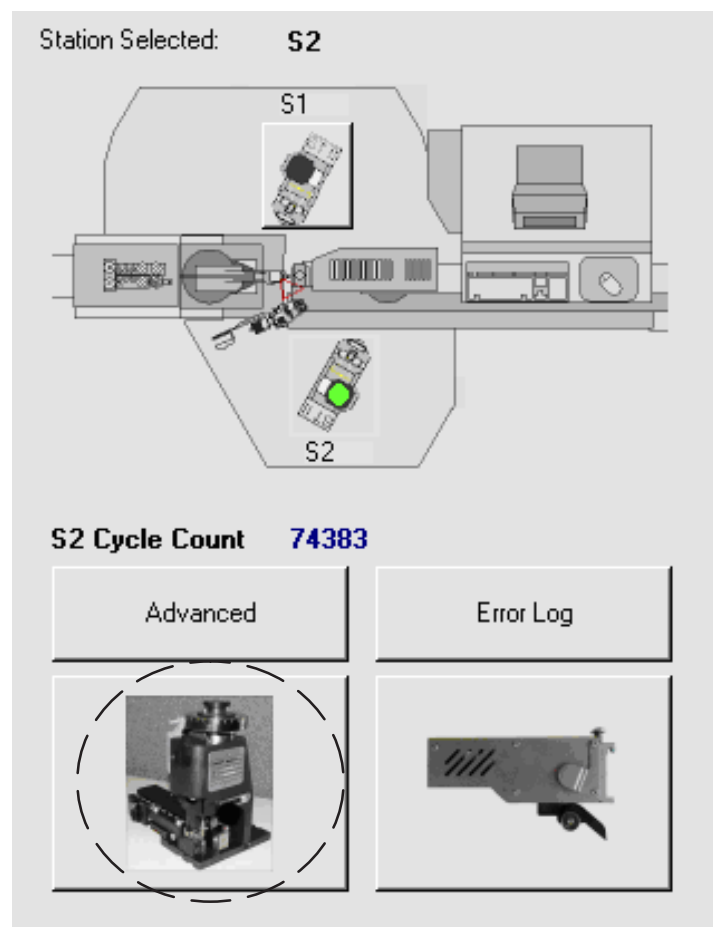 Station Selected: S2
S1
S2
S2 Cycle Count 74383
Advanced Error Log